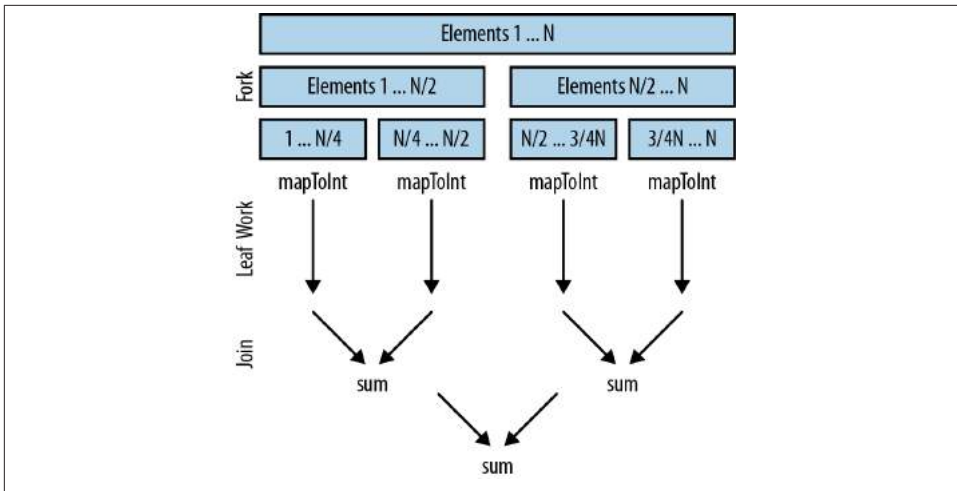 Elements 1 ... N
Fork
Elements 1 ... N/2
Elements N/2 ... N
1 ... N/4
N/4 ... N/2
N/2 ... 3/4N
3/4N ... N
mapToInt
mapToInt
mapToInt
mapToInt
Leaf Work
Join
sum
sum
sum